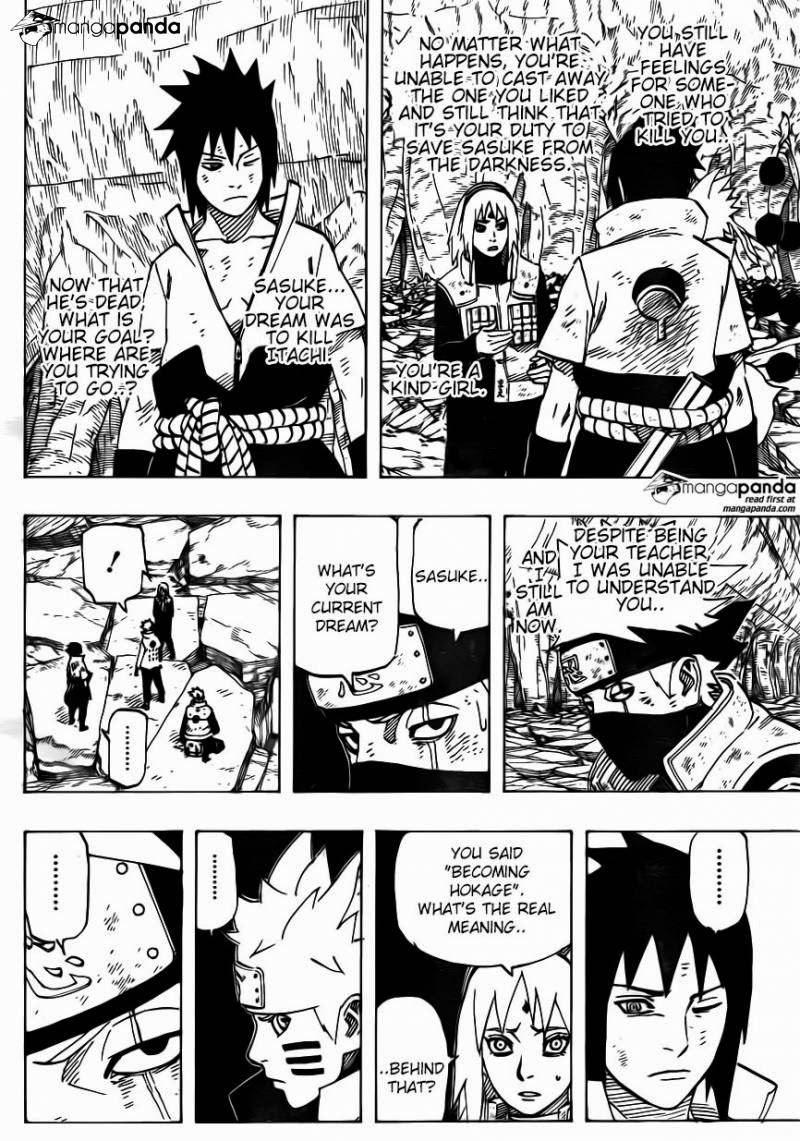 mangapanda
YOU STILL
HAVE
FEELINGS
FOR SOME-
ONE WHO
TRIED TO
KILL YOU..
NO MATTER WHAT
HAPPENS, YOU'RE
UNABLE TO CAST AWAY
THE ONE YOU LIKED
AND STILL THINK THAT
IT'S YOUR DUTY TO
SAVE SASUKE FROM
THE DARKNESS.
YOU'RE A
KIND-GIRL.
SASUKE...
YOUR
DREAM WAS
TO KILL
ITACHI.
NOW THAT
HE'S DEAD,
WHAT IS
YOUR GOAL?
WHERE ARE
YOU TRYING
TO GO..?
mangapanda
read first at
mangapanda.com
DESPITE BEING
YOUR TEACHER,
I WAS UNABLE
TO UNDERSTAND
YOU..
AND
I
STILL
AM
NOW.
SASUKE..
WHAT'S
YOUR
CURRENT
DREAM?
!
........
........
YOU SAID
"BECOMING
HOKAGE".
WHAT'S THE REAL
MEANING..
..BEHIND
THAT?
........
........